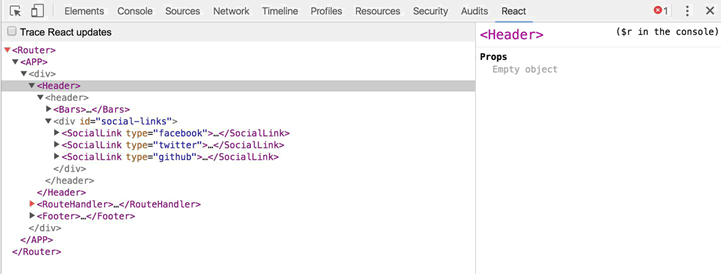 Elements Console Sources Network Timeline Profiles Resources Security Audits React 1
Trace React updates
<Header> ($r in the console)
Props
Empty object
<Router>
<APP>
<div>
<Header>
<header>
<Bars>…</Bars>
<div id="social-links">
<SocialLink type="facebook">…</SocialLink>
<SocialLink type="twitter">…</SocialLink>
<SocialLink type="github">…</SocialLink>
</div>
</header>
</Header>
<RouteHandler>…</RouteHandler>
<Footer>…</Footer>
</div>
</APP>
</Router>